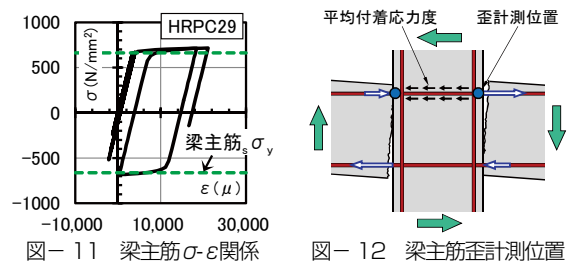 HRPC29
σ(N/mm²)
1000
500
0
-500
-1000
梁主筋 sσy
ε(μ)
-10,000 10,000 30,000
図－11　梁主筋σ-ε関係
平均付着応力度
歪計測位置
図－12　梁主筋歪計測位置